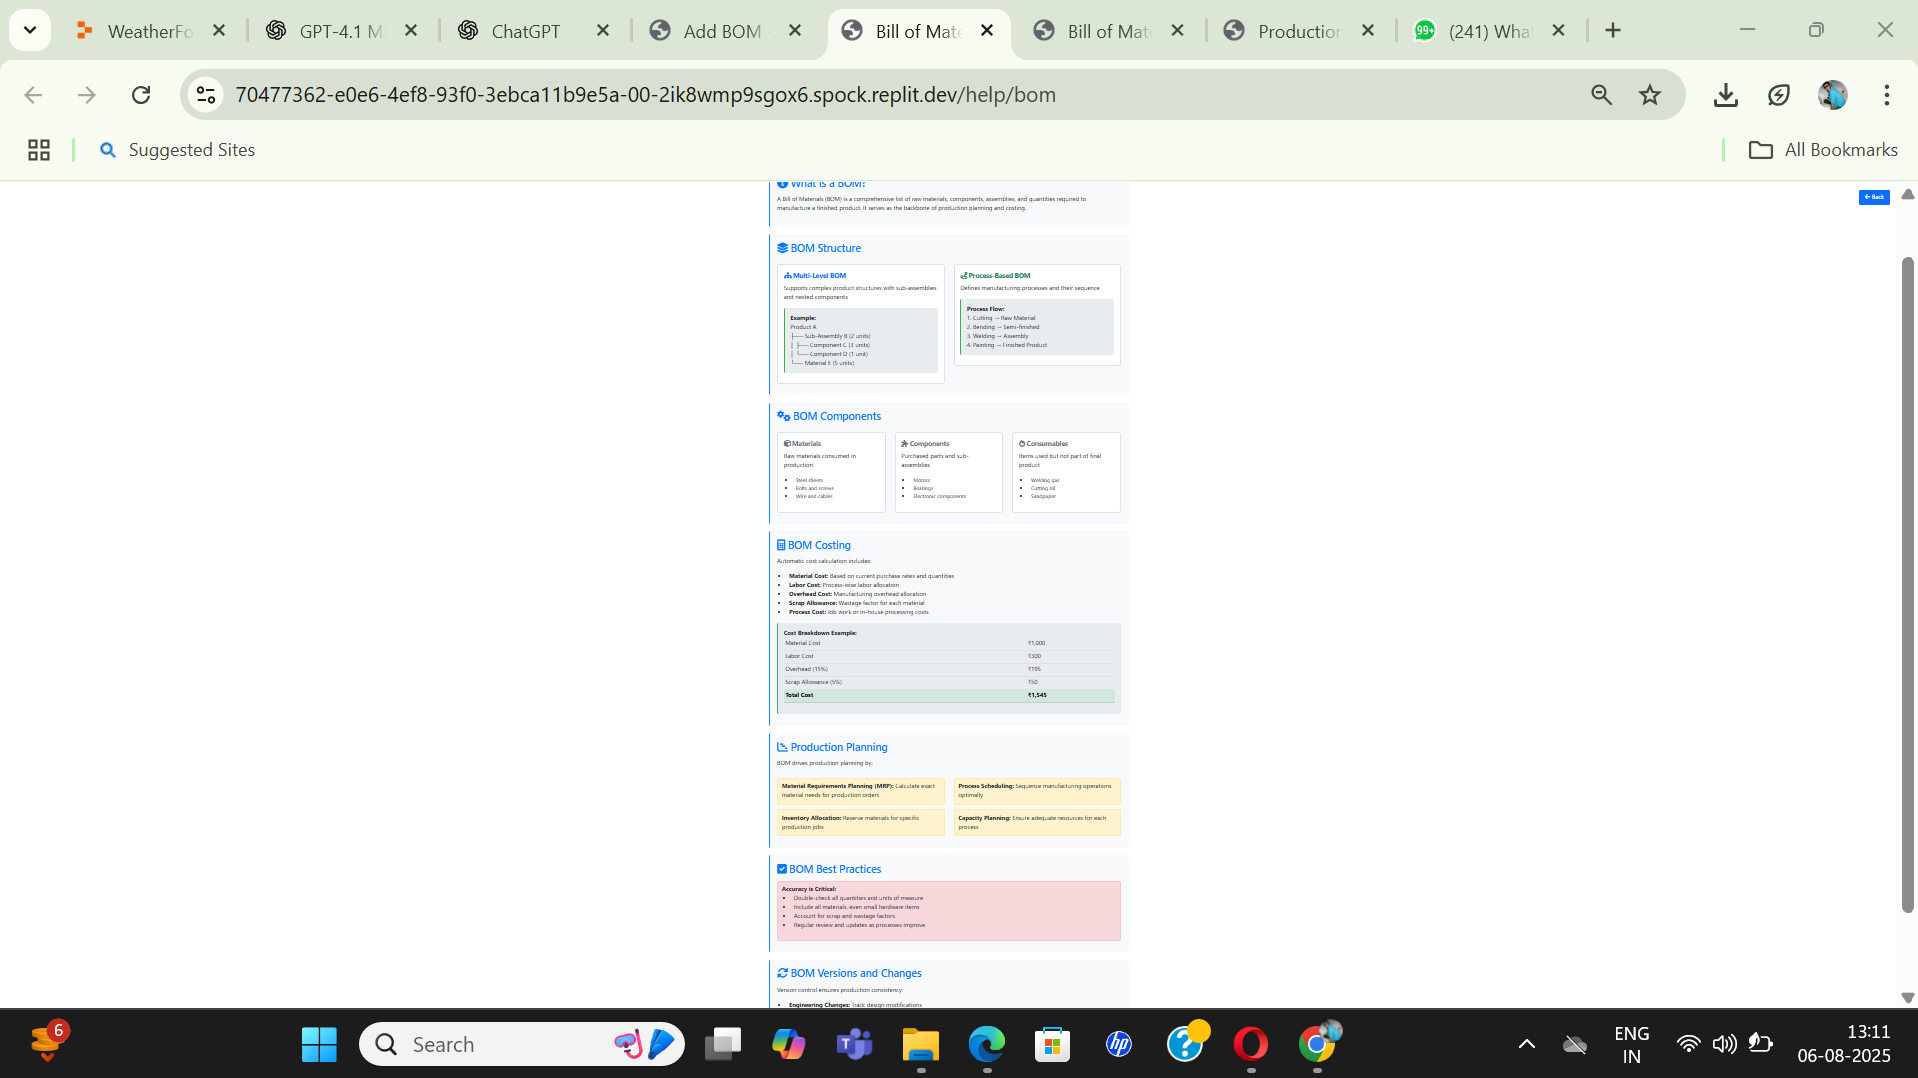 WeatherFo
GPT-4.1 M
ChatGPT
Add BOM
Bill of Mate
Bill of Mate
Production
(241) What
70477362-e0e6-4ef8-93f0-3ebca11b9e5a-00-2ik8wmp9sgox6.spock.replit.dev/help/bom
Suggested Sites
All Bookmarks
Back
What is a BOM?
A Bill of Materials (BOM) is a comprehensive list of raw materials, components, assemblies, and quantities required to
manufacture a finished product. It serves as the backbone of production planning and costing.
BOM Structure
Multi-Level BOM
Supports complex product structures with sub-assemblies
and nested components
Example:
Product A
├── Sub-Assembly B (2 units)
│ ├── Component C (3 units)
│ └── Component D (1 unit)
└── Material E (5 units)
Process-Based BOM
Defines manufacturing processes and their sequence
Process Flow:
1. Cutting → Raw Material
2. Bending → Semi-finished
3. Welding → Assembly
4. Painting → Finished Product
BOM Components
Materials
Raw materials consumed in
production
• Steel sheets
• Bolts and screws
• Wire and cables
Components
Purchased parts and sub-
assemblies
• Motors
• Bearings
• Electronic components
Consumables
Items used but not part of final
product
• Welding gas
• Cutting oil
• Sandpaper
BOM Costing
Automatic cost calculation includes:
• Material Cost: Based on current purchase rates and quantities
• Labor Cost: Process-wise labor allocation
• Overhead Cost: Manufacturing overhead allocation
• Scrap Allowance: Wastage factor for each material
• Process Cost: Job work or in-house processing costs
Cost Breakdown Example:
Material Cost ₹1,000
Labor Cost ₹300
Overhead (15%) ₹195
Scrap Allowance (5%) ₹50
Total Cost ₹1,545
Production Planning
BOM drives production planning by:
Material Requirements Planning (MRP): Calculate exact
material needs for production orders
Process Scheduling: Sequence manufacturing operations
optimally
Inventory Allocation: Reserve materials for specific
production jobs
Capacity Planning: Ensure adequate resources for each
process
BOM Best Practices
Accuracy is Critical:
• Double-check all quantities and units of measure
• Include all materials, even small hardware items
• Account for scrap and wastage factors
• Regular review and updates as processes improve
BOM Versions and Changes
Version control ensures production consistency:
• Engineering Changes: Track design modifications
6
Search
ENG
IN
13:11
06-08-2025